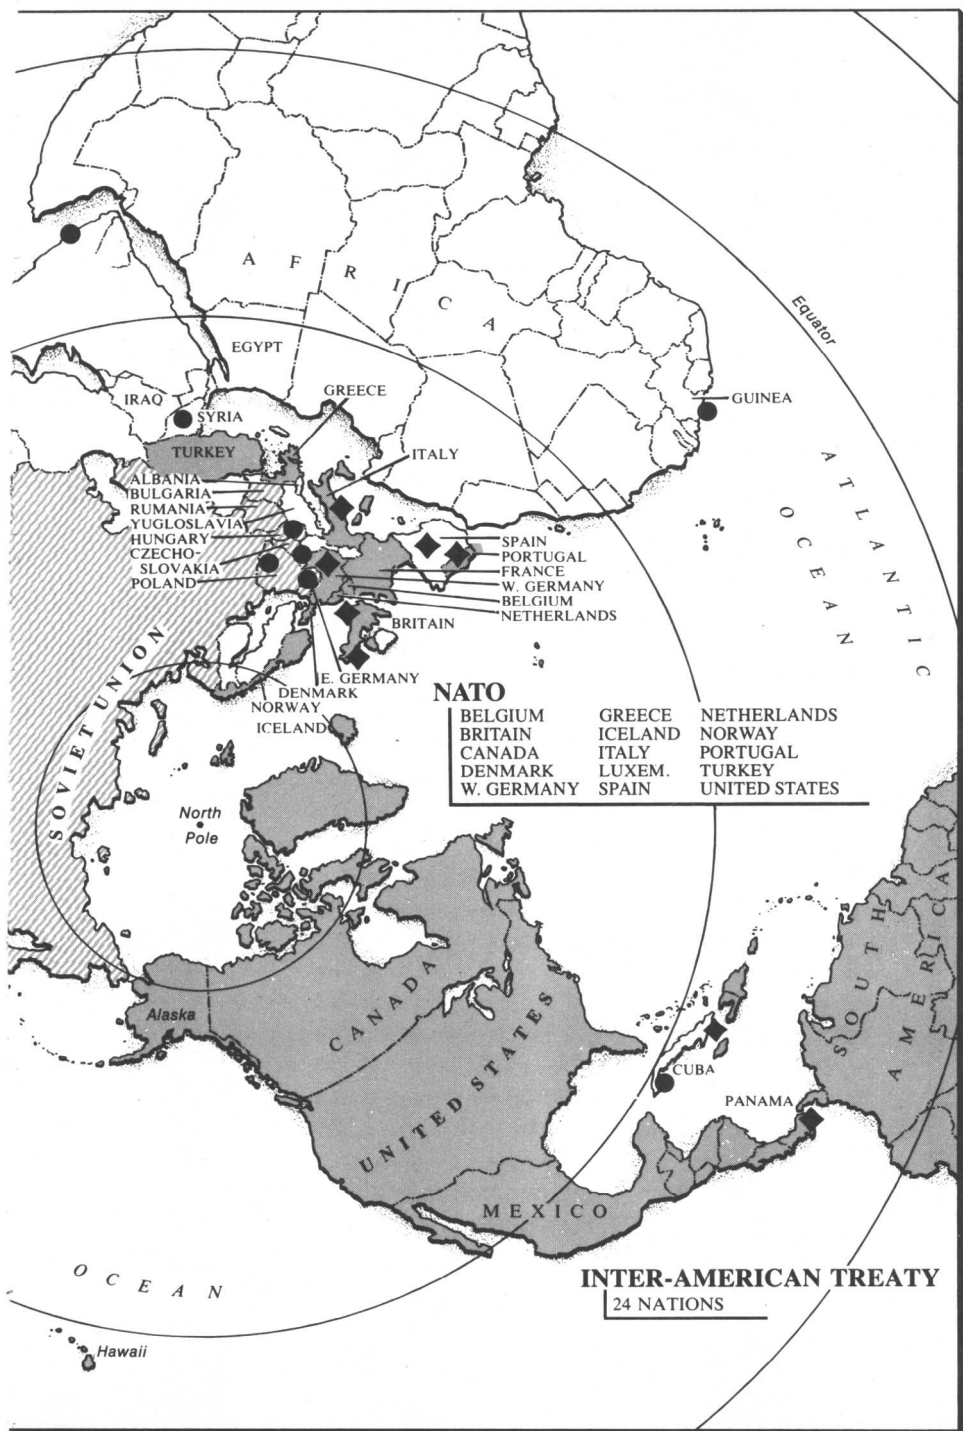 AFRICA
Equator
EGYPT
GREECE
IRAQ
SYRIA
GUINEA
TURKEY
ITALY
ATLANTIC
OCEAN
ALBANIA
BULGARIA
RUMANIA
YUGLOSLAVIA
HUNGARY
CZECHO-
SLOVAKIA
POLAND
SPAIN
PORTUGAL
FRANCE
W. GERMANY
BELGIUM
NETHERLANDS
BRITAIN
SOVIET UNION
E. GERMANY
DENMARK
NORWAY
ICELAND
NATO
BELGIUM GREECE NETHERLANDS
BRITAIN ICELAND NORWAY
CANADA ITALY PORTUGAL
DENMARK LUXEM. TURKEY
W. GERMANY SPAIN UNITED STATES
North
Pole
SOUTH
AMERICA
CANADA
Alaska
UNITED STATES
CUBA
PANAMA
MEXICO
OCEAN
INTER-AMERICAN TREATY
24 NATIONS
Hawaii